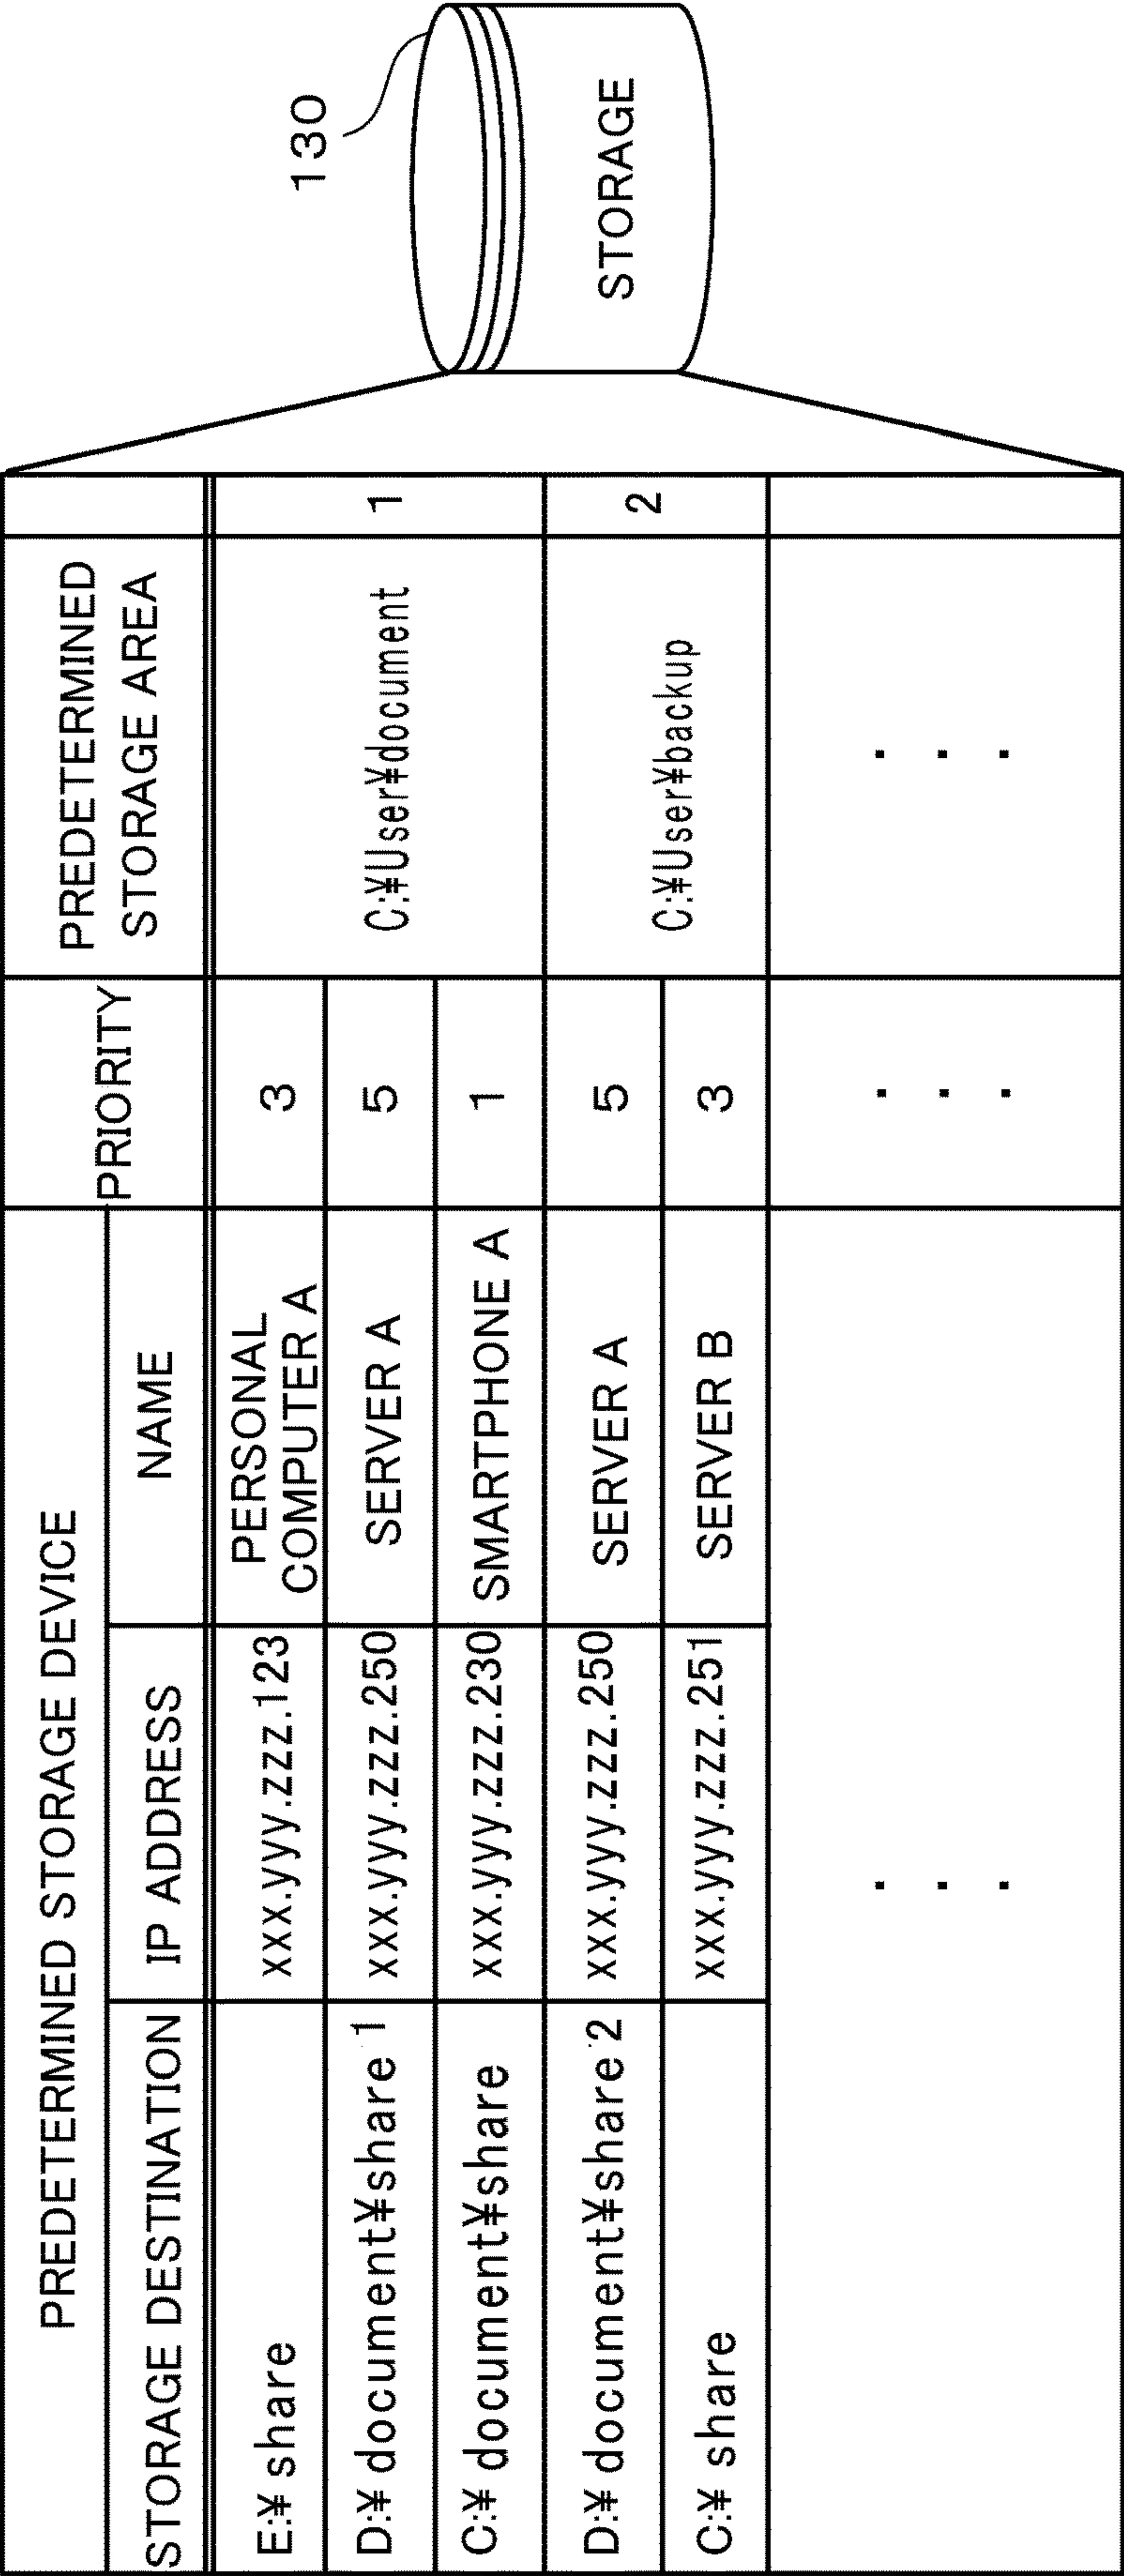 PREDETERMINED STORAGE DEVICE
PRIORITY
PREDETERMINED
STORAGE AREA
STORAGE DESTINATION
IP ADDRESS
NAME
E:¥ share
xxx.yyy.zzz.123
PERSONAL
COMPUTER A
3
D:¥ document¥share 1
xxx.yyy.zzz.250
SERVER A
5
C:¥User¥document
1
C:¥ document¥share
xxx.yyy.zzz.230
SMARTPHONE A
1
D:¥ document¥share 2
xxx.yyy.zzz.250
SERVER A
5
C:¥User¥backup
2
C:¥ share
xxx.yyy.zzz.251
SERVER B
3
130
STORAGE